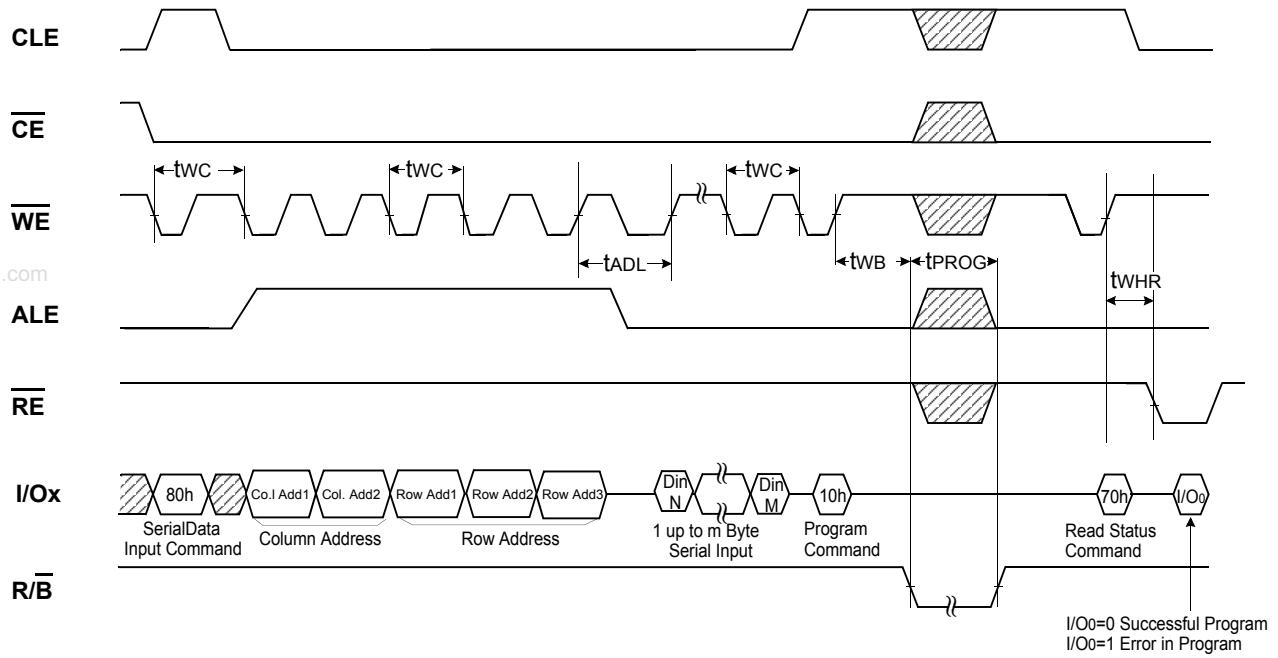 CLE
CE
tWC
tWC
tWC
WE
tADL
tWB
tPROG
tWHR
.com
ALE
RE
I/Ox
80h
Co.l Add1
Col. Add2
Row Add1
Row Add2
Row Add3
Din
N
Din
M
10h
70h
I/O0
SerialData
Input Command
Column Address
Row Address
1 up to m Byte
Serial Input
Program
Command
Read Status
Command
R/B
I/O0=0 Successful Program
I/O0=1 Error in Program